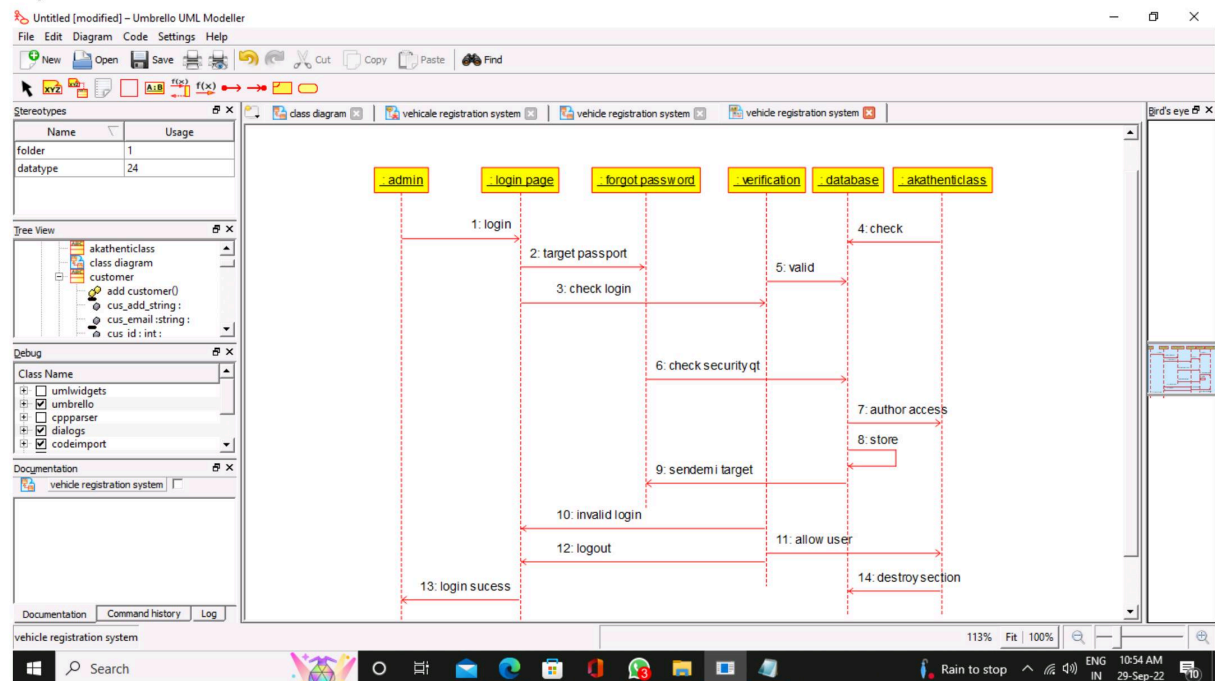 Untitled [modified] – Umbrello UML Modeller
File Edit Diagram Code Settings Help
New Open Save Cut Copy Paste Find
XYZ A:B f(x) f(x)
Stereotypes
Name Usage
folder 1
datatype 24
Tree View
akathenticlass
class diagram
customer
add customer()
cus_add_string :
cus_email :string :
cus id : int :
Debug
Class Name
umlwidgets
umbrello
cppparser
dialogs
codeimport
Documentation
vehicle registration system
Documentation Command history Log
class diagram vehicale registration system vehicle registration system vehicle registration system
Bird's eye
: admin : login page : forgot password : verification : database : akathenticlass
1: login
4: check
2: target passport
5: valid
3: check login
6: check security qt
7: author access
8: store
9: sendemi target
10: invalid login
11: allow user
12: logout
14: destroy section
13: login sucess
vehicle registration system 113% Fit 100%
Search 3 Rain to stop ENG IN 10:54 AM 29-Sep-22 10